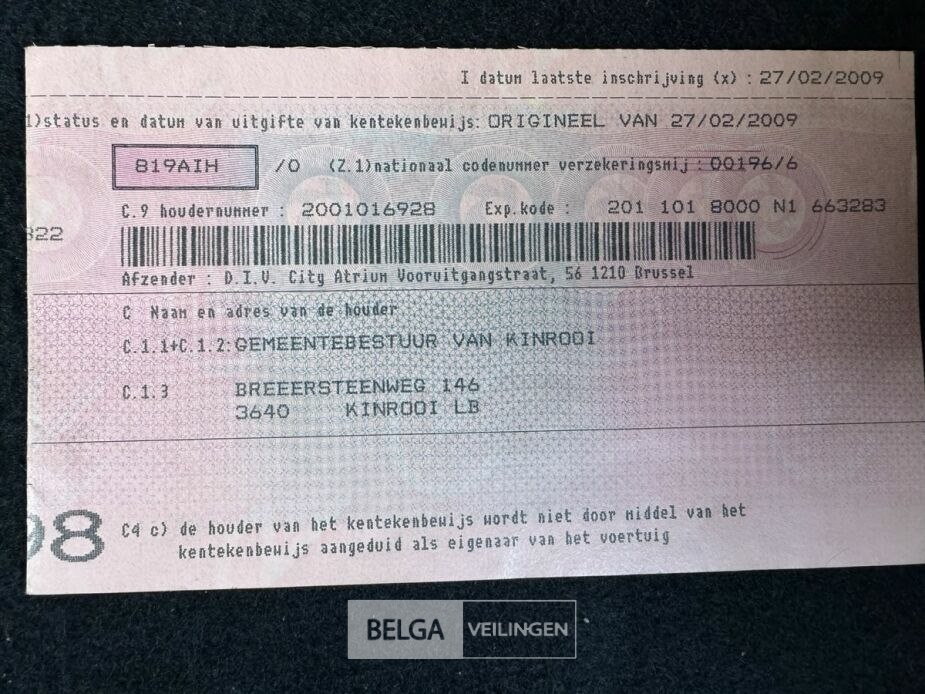 I datum laatste inschrijving (x) : 27/02/2009
1)status en datum van uitgifte van kentekenbewijs: ORIGINEEL VAN 27/02/2009
819AIH /0 (Z.1)nationaal codenummer verzekeringsmij : 00196/6
C.9 houdernummer : 2001016928 Exp.kode : 201 101 8000 N1 663283
322
Afzender : D.I.V. City Atrium Vooruitgangstraat, 56 1210 Brussel
C Naam en adres van de houder
C.1.1+C.1.2: GEMEENTEBESTUUR VAN KINROOI
C.1.3 BREEERSTEENWEG 146
3640 KINROOI LB
98
C4 c) de houder van het kentekenbewijs wordt niet door middel van het
kentekenbewijs aangeduid als eigenaar van het voertuig
BELGA VEILINGEN